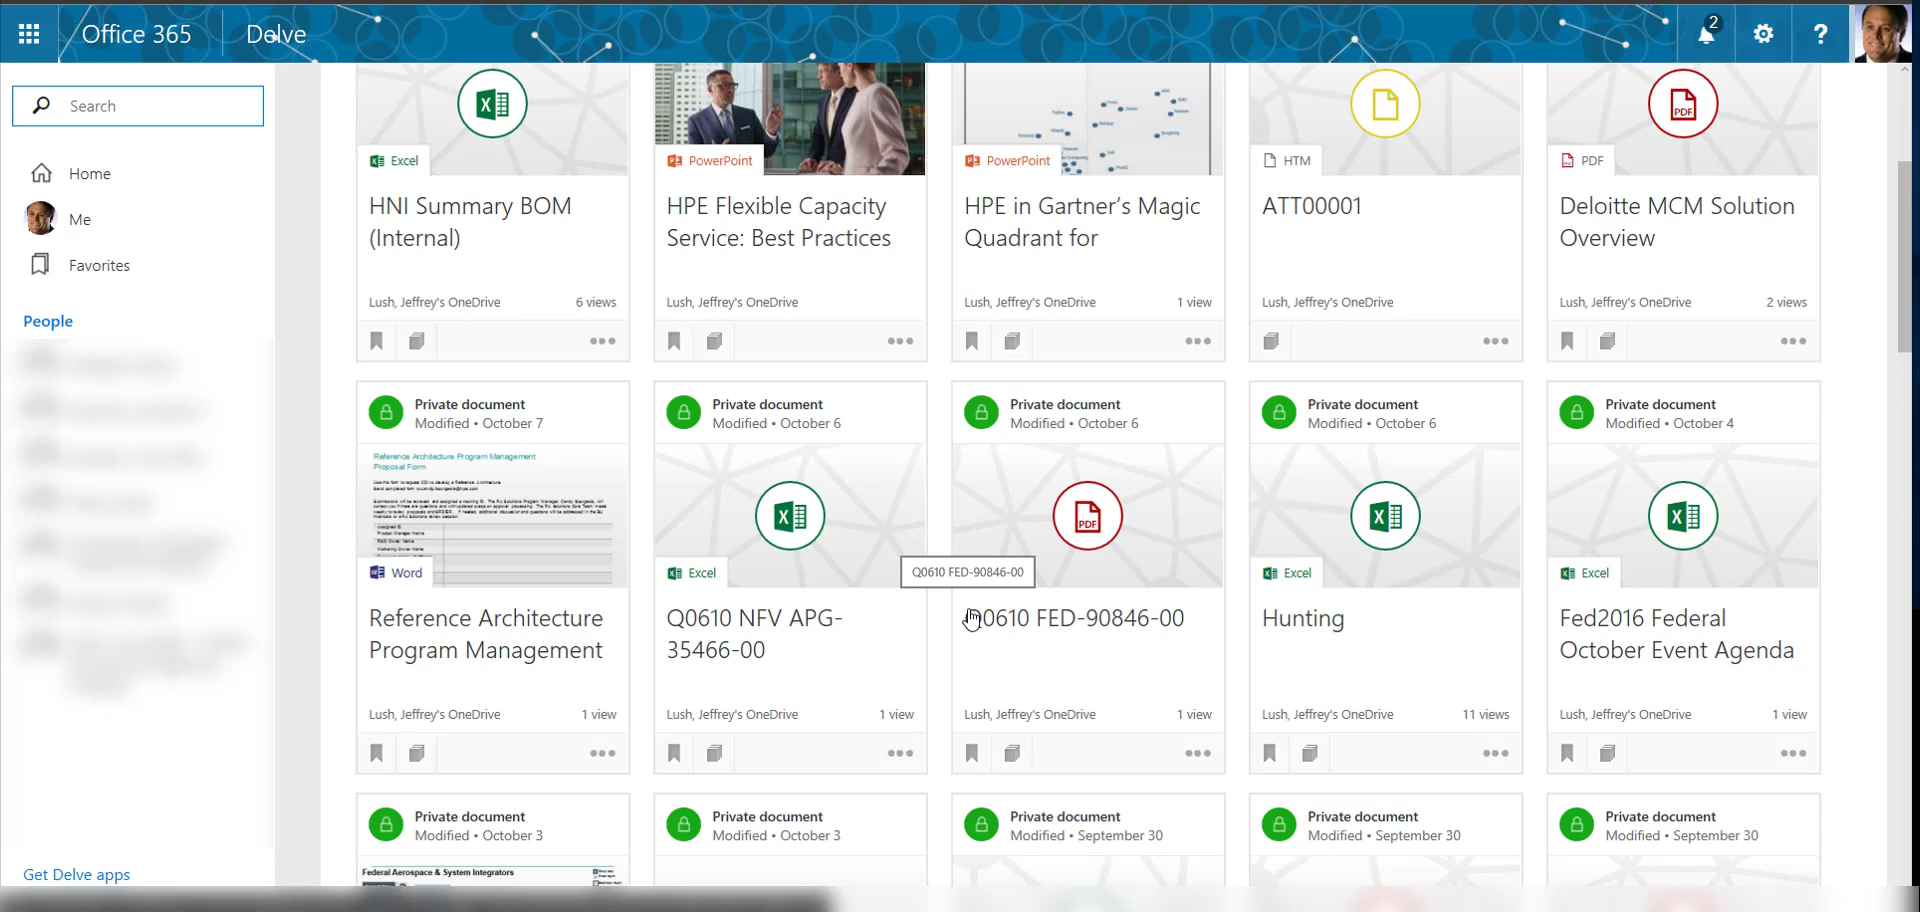 Office 365
Delve
2
?
Search
Home
Me
Favorites
People
Get Delve apps
Excel
HNI Summary BOM
(Internal)
Lush, Jeffrey's OneDrive
6 views
PowerPoint
HPE Flexible Capacity
Service: Best Practices
Lush, Jeffrey's OneDrive
PowerPoint
HPE in Gartner's Magic
Quadrant for
Lush, Jeffrey's OneDrive
1 view
HTM
ATT00001
Lush, Jeffrey's OneDrive
PDF
PDF
Deloitte MCM Solution
Overview
Lush, Jeffrey's OneDrive
2 views
Private document
Modified • October 7
Reference Architecture Program Management
Proposal Form
Word
Reference Architecture
Program Management
Lush, Jeffrey's OneDrive
1 view
Private document
Modified • October 6
Excel
Q0610 NFV APG-
35466-00
Lush, Jeffrey's OneDrive
1 view
Private document
Modified • October 6
PDF
Q0610 FED-90846-00
Q0610 FED-90846-00
Lush, Jeffrey's OneDrive
1 view
Private document
Modified • October 6
Excel
Hunting
Lush, Jeffrey's OneDrive
11 views
Private document
Modified • October 4
Excel
Fed2016 Federal
October Event Agenda
Lush, Jeffrey's OneDrive
1 view
Private document
Modified • October 3
Federal Aerospace & System Integrators
Private document
Modified • October 3
Private document
Modified • September 30
Private document
Modified • September 30
Private document
Modified • September 30